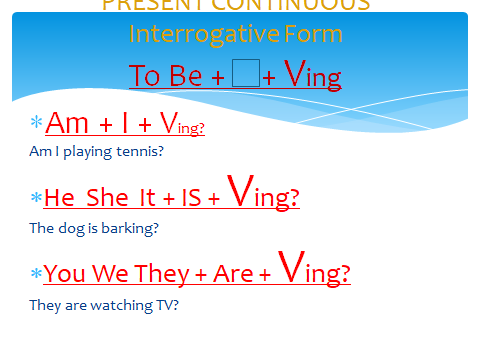 PRESENT CONTINUOUS
Interrogative Form
To Be + □ + Ving
*Am + I + Ving?
Am I playing tennis?
*He She It + IS + Ving?
The dog is barking?
*You We They + Are + Ving?
They are watching TV?